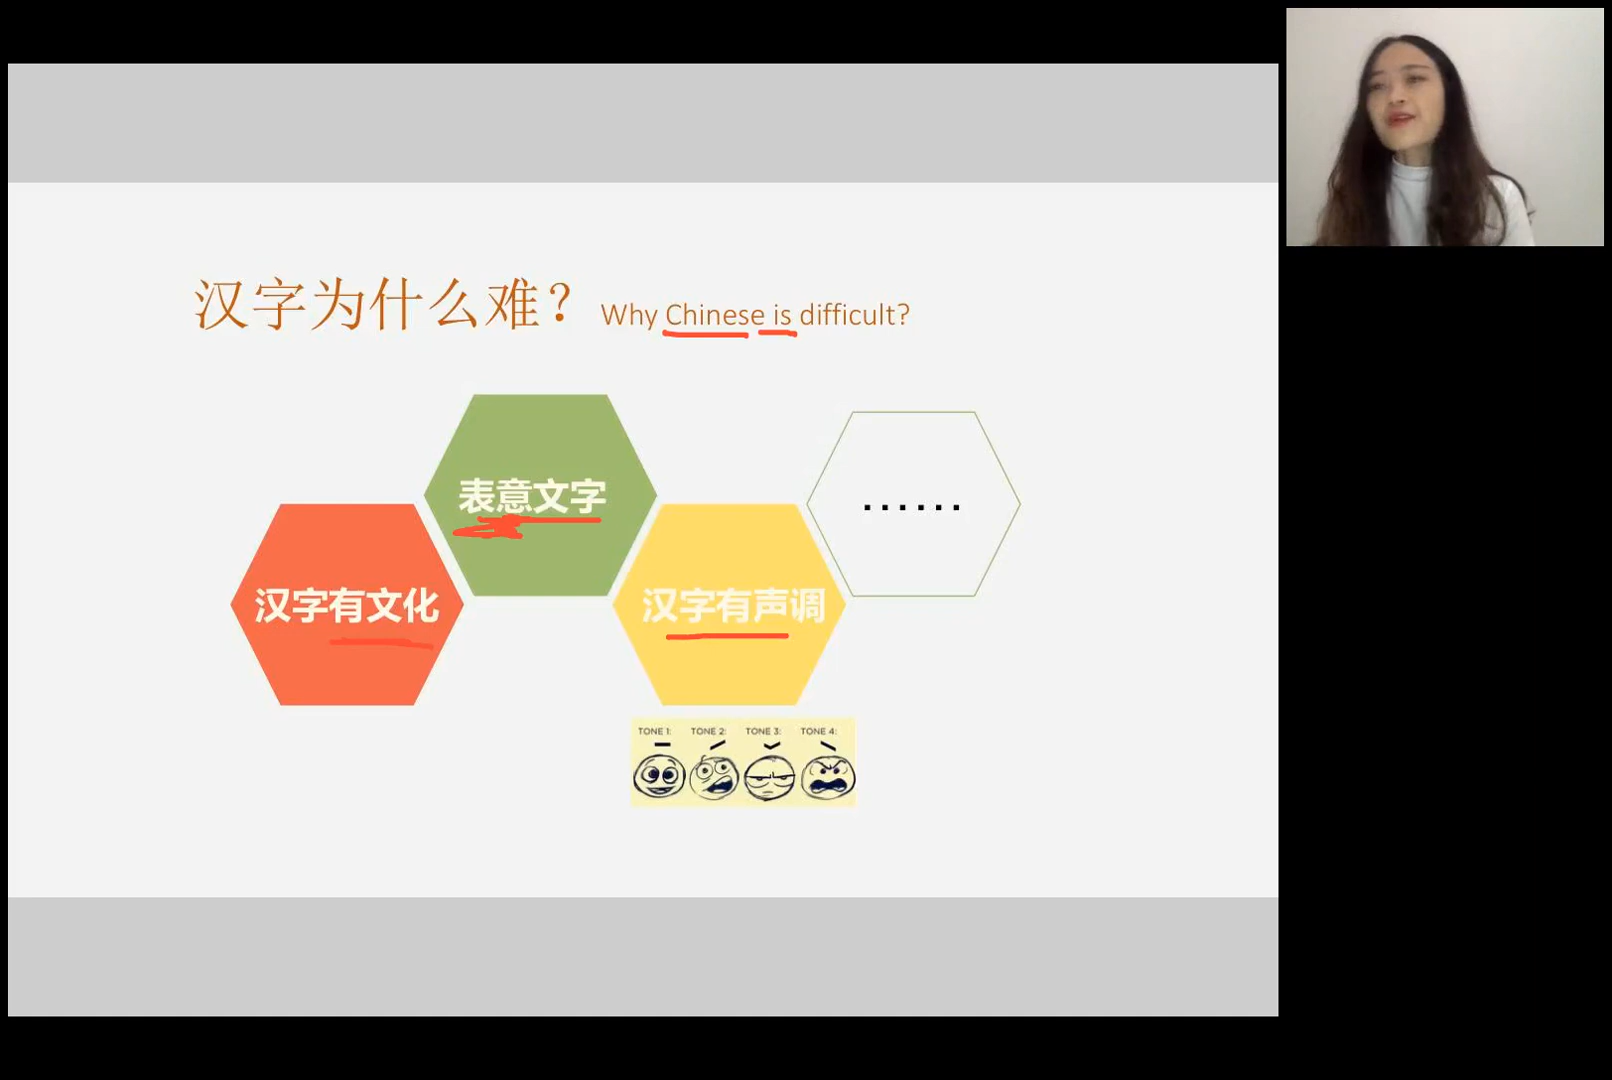 汉字为什么难？ Why Chinese is difficult?
表意文字
......
汉字有文化
汉字有声调
TONE 1: TONE 2: TONE 3: TONE 4: